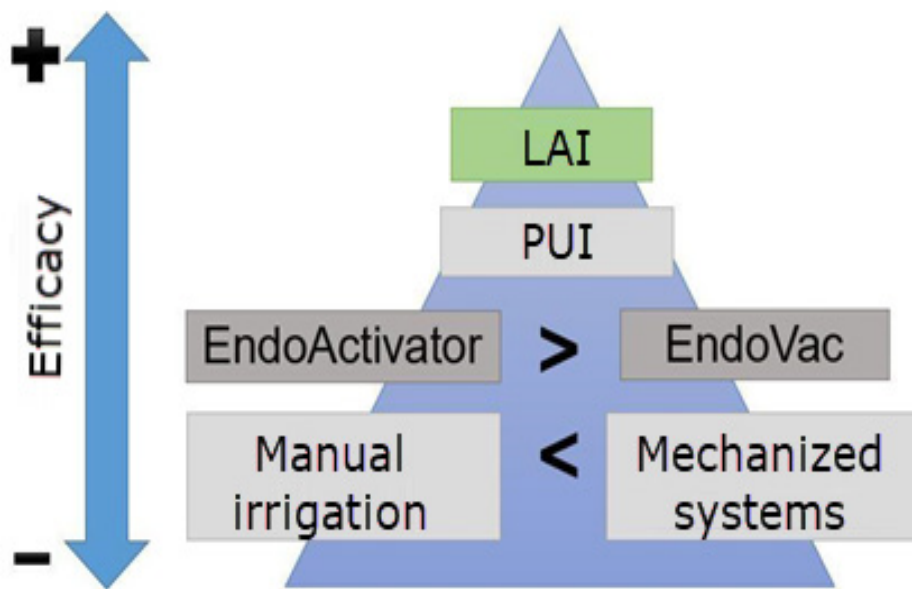 +
LAI
PUI
Efficacy
EndoActivator > EndoVac
Manual irrigation < Mechanized systems
-